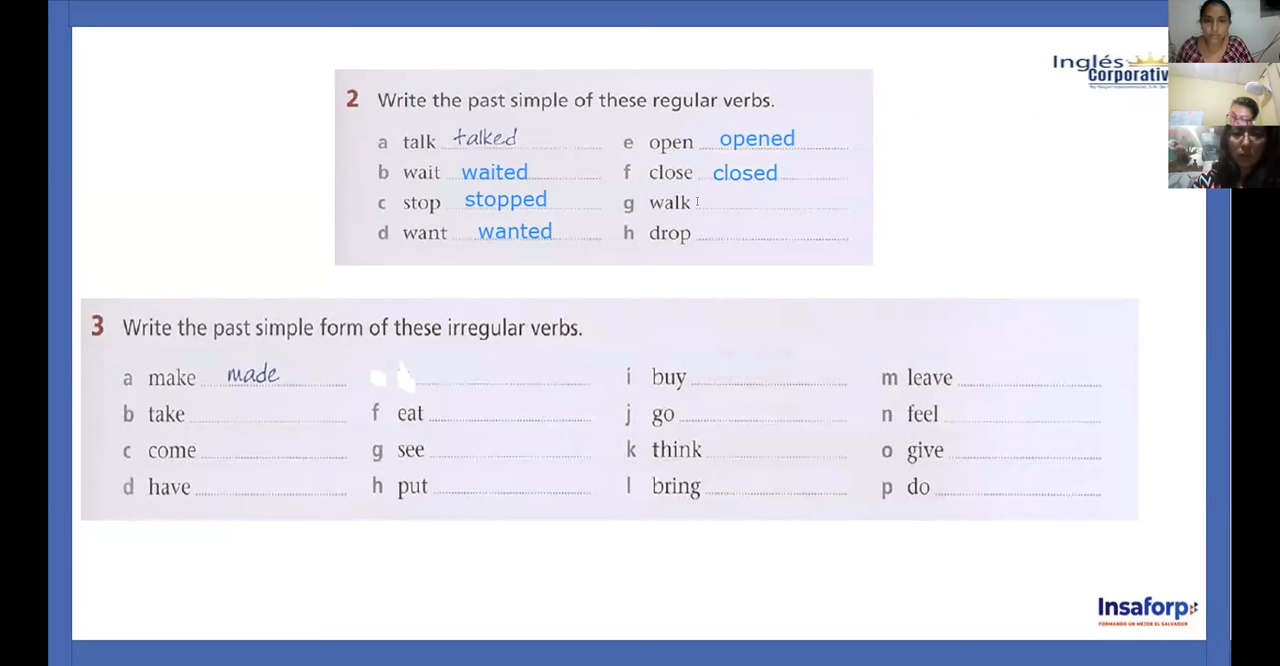 Inglés
Corporativ
2 Write the past simple of these regular verbs.
a talk talked e open opened
b wait waited f close closed
c stop stopped g walk
d want wanted h drop
3 Write the past simple form of these irregular verbs.
a make made i buy m leave
b take f eat j go n feel
c come g see k think o give
d have h put l bring p do
Insaforp
FORMANDO UN MEJOR EL SALVADOR